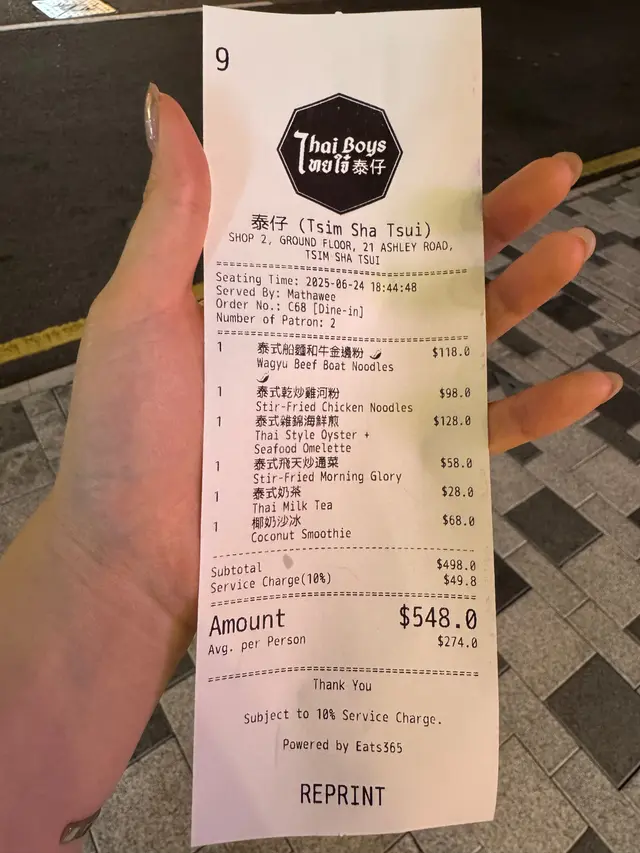 9
Thai Boys
ไทยใจ๋ 泰仔
泰仔 (Tsim Sha Tsui)
SHOP 2, GROUND FLOOR, 21 ASHLEY ROAD,
TSIM SHA TSUI
Seating Time: 2025-06-24 18:44:48
Served By: Mathawee
Order No.: C68 [Dine-in]
Number of Patron: 2
1 泰式船麵和牛金邊粉 $118.0
Wagyu Beef Boat Noodles
1 泰式乾炒雞河粉 $98.0
Stir-Fried Chicken Noodles
1 泰式雜錦海鮮煎 $128.0
Thai Style Oyster +
Seafood Omelette
1 泰式飛天炒通菜 $58.0
Stir-Fried Morning Glory
1 泰式奶茶 $28.0
Thai Milk Tea
1 椰奶沙冰 $68.0
Coconut Smoothie
Subtotal $498.0
Service Charge(10%) $49.8
Amount $548.0
Avg. per Person $274.0
Thank You
Subject to 10% Service Charge.
Powered by Eats365
REPRINT